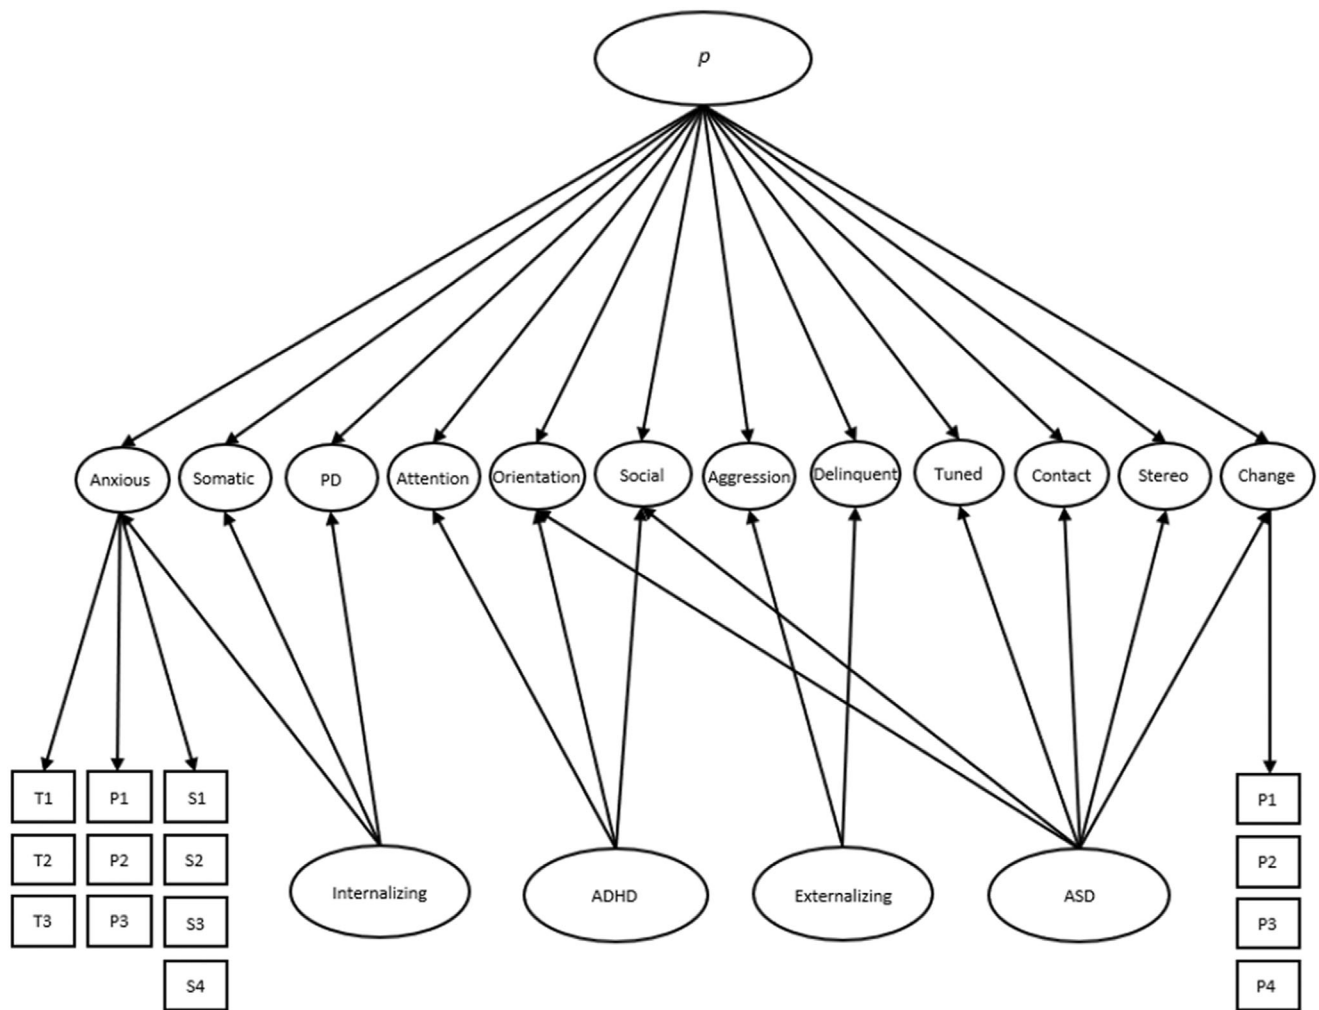 p
Anxious
Somatic
PD
Attention
Orientation
Social
Aggression
Delinquent
Tuned
Contact
Stereo
Change
T1
P1
S1
P1
T2
P2
S2
P2
T3
P3
S3
P3
S4
P4
Internalizing
ADHD
Externalizing
ASD